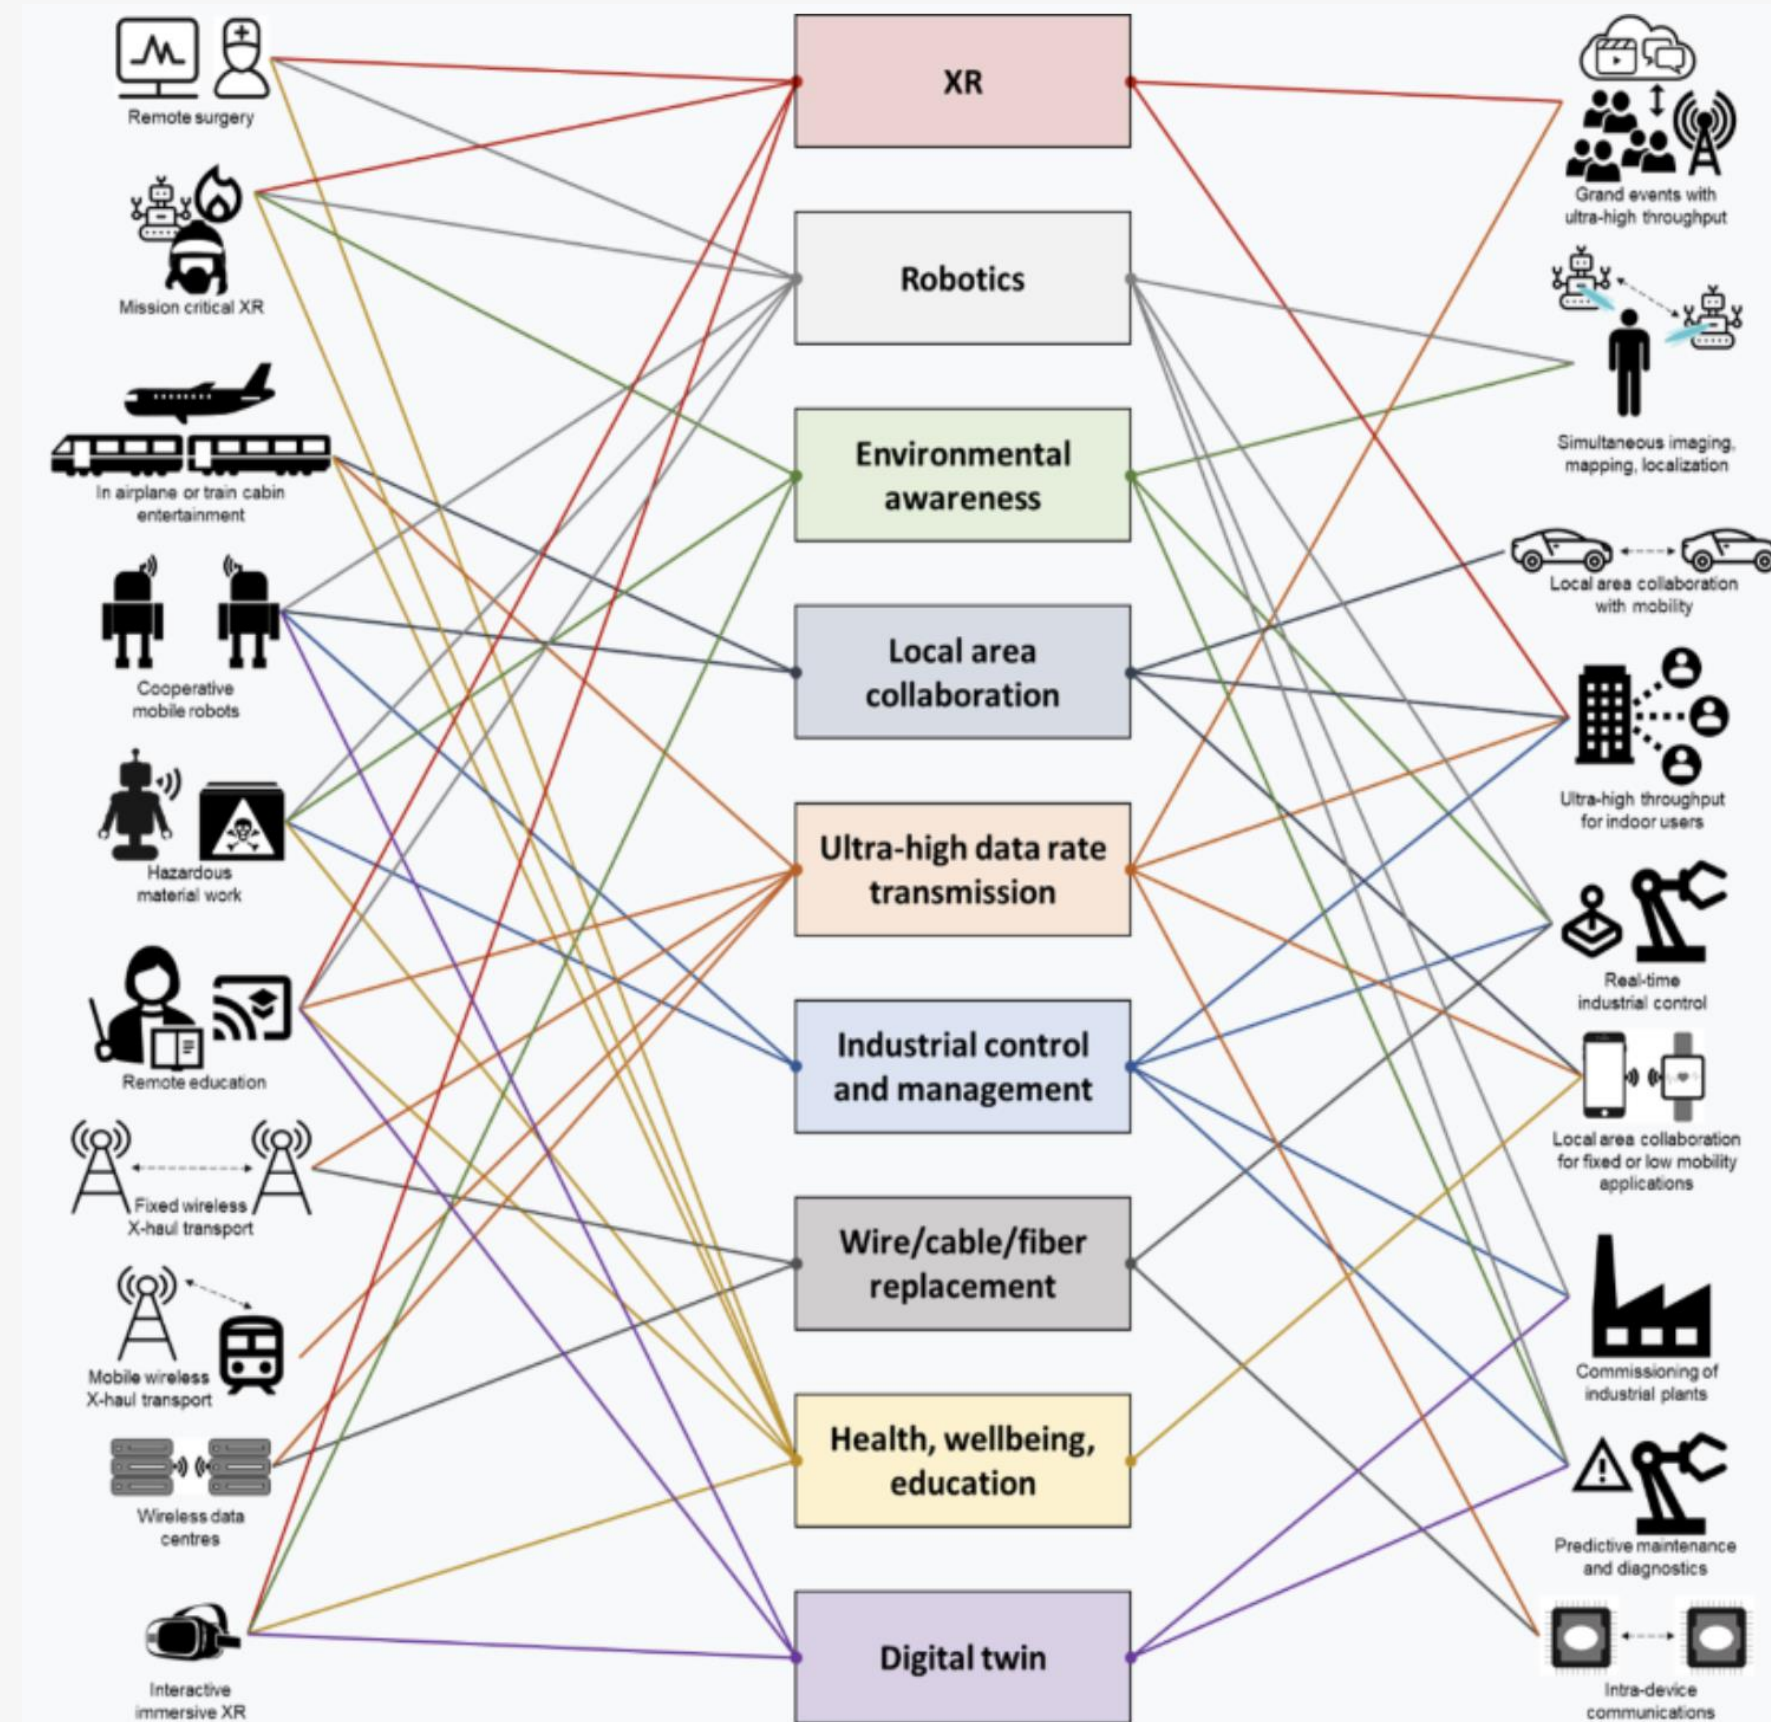 Remote surgery
Mission critical XR
In airplane or train cabin
entertainment
Cooperative
mobile robots
Hazardous
material work
Remote education
Fixed wireless
X-haul transport
Mobile wireless
X-haul transport
Wireless data
centres
Interactive
immersive XR
XR
Robotics
Environmental
awareness
Local area
collaboration
Ultra-high data rate
transmission
Industrial control
and management
Wire/cable/fiber
replacement
Health, wellbeing,
education
Digital twin
Grand events with
ultra-high throughput
Simultaneous imaging,
mapping, localization
Local area collaboration
with mobility
Ultra-high throughput
for indoor users
Real-time
industrial control
Local area collaboration
for fixed or low mobility
applications
Commissioning of
industrial plants
Predictive maintenance
and diagnostics
Intra-device
communications